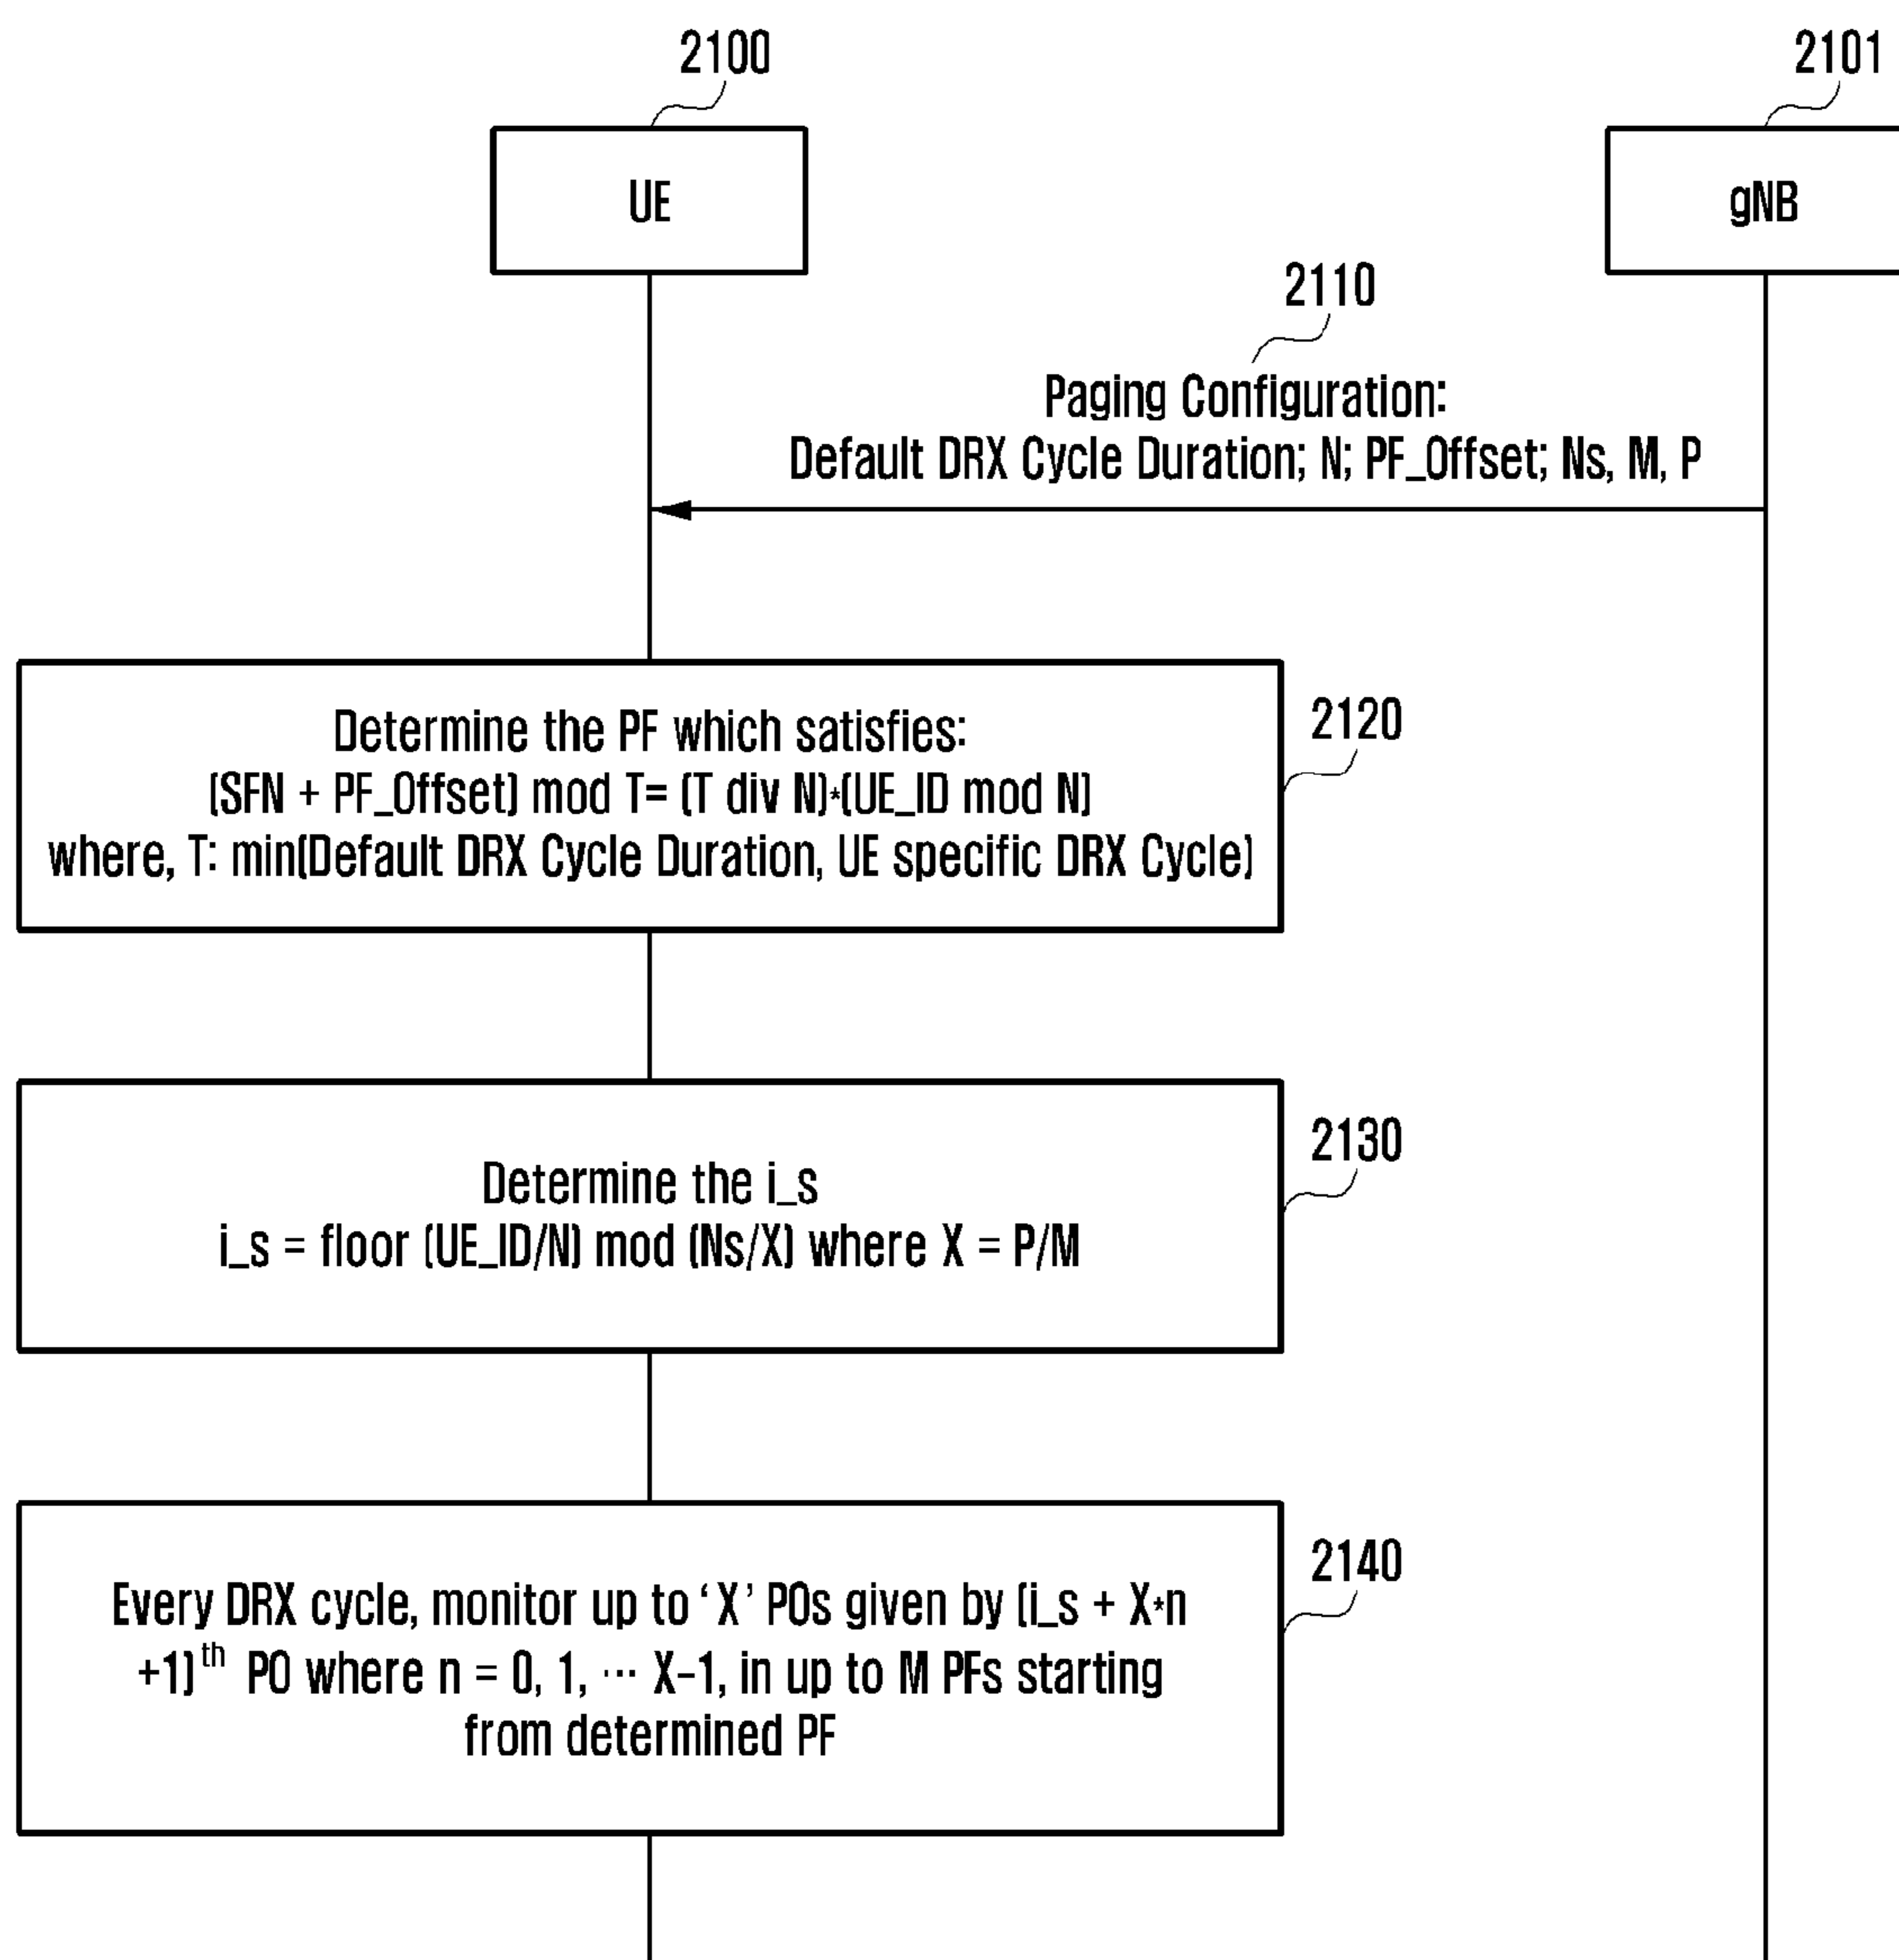 2100
2101
UE
gNB
2110
Paging Configuration:
Default DRX Cycle Duration; N; PF_Offset; Ns, M, P
Determine the PF which satisfies:
(SFN + PF_Offset) mod T= (T div N)*(UE_ID mod N)
where, T: min(Default DRX Cycle Duration, UE specific DRX Cycle)
2120
Determine the i_s
i_s = floor (UE_ID/N) mod (Ns/X) where X = P/M
2130
Every DRX cycle, monitor up to ‘X’ POs given by (i_s + X*n
+1)th PO where n = 0, 1, ··· X-1, in up to M PFs starting
from determined PF
2140